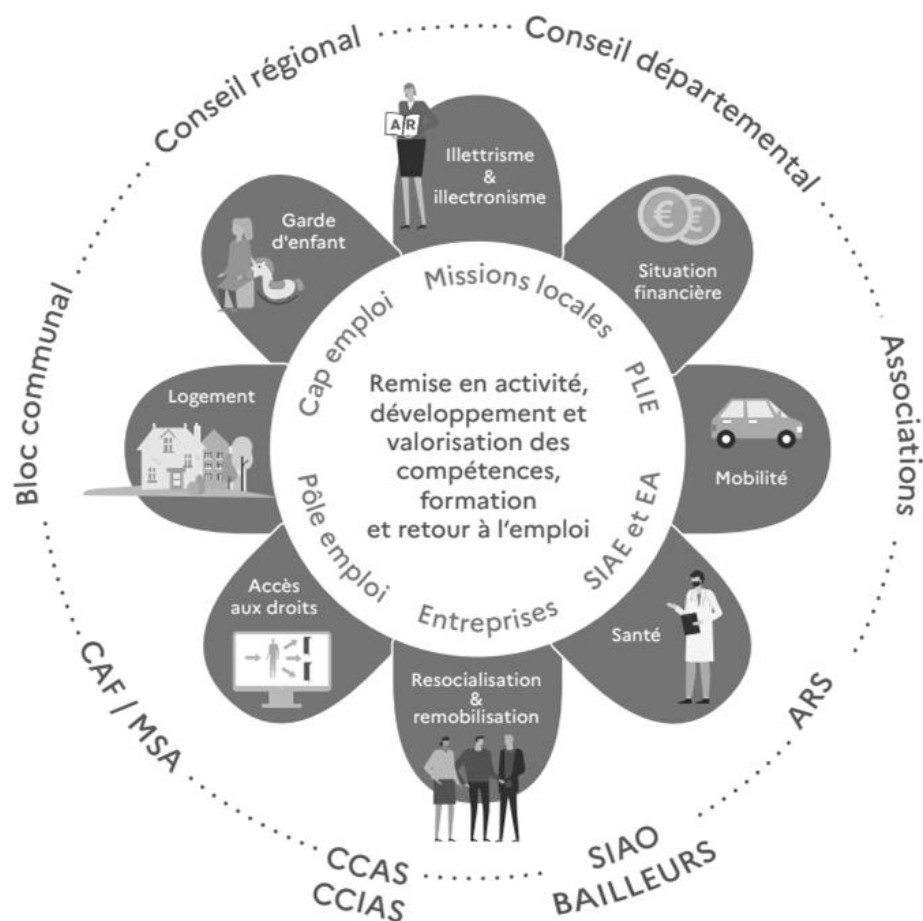 Conseil régional
Conseil départemental
Associations
ARS
SIAO
BAILLEURS
CCAS
CCIAS
CAF / MSA
Bloc communal
AR
Illettrisme
&
illectronisme
Situation
financière
Mobilité
Santé
Resocialisation
&
remobilisation
Accès
aux droits
Logement
Garde
d'enfant
Missions locales
PLIE
SIAE et EA
Entreprises
Pôle emploi
Cap emploi
Remise en activité,
développement et
valorisation des
compétences,
formation
et retour à l'emploi